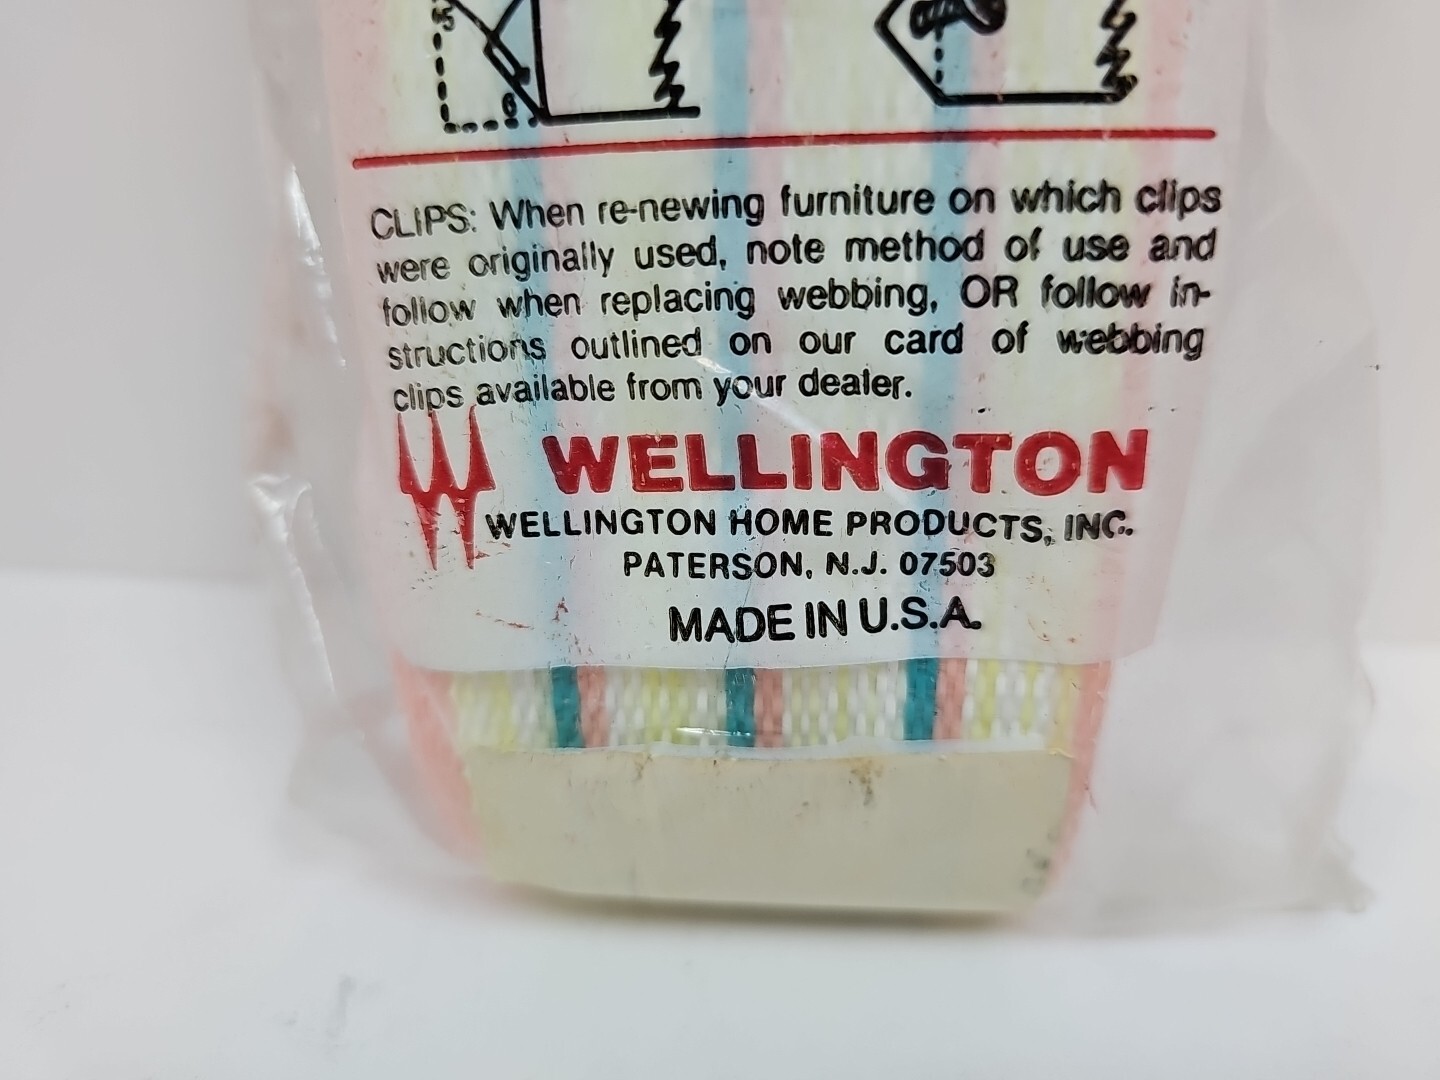 CLIPS: When re-newing furniture on which clips
were originally used, note method of use and
follow when replacing webbing, OR follow in-
structions outlined on our card of webbing
clips available from your dealer.
WELLINGTON
WELLINGTON HOME PRODUCTS, INC.
PATERSON, N.J. 07503
MADE IN U.S.A.